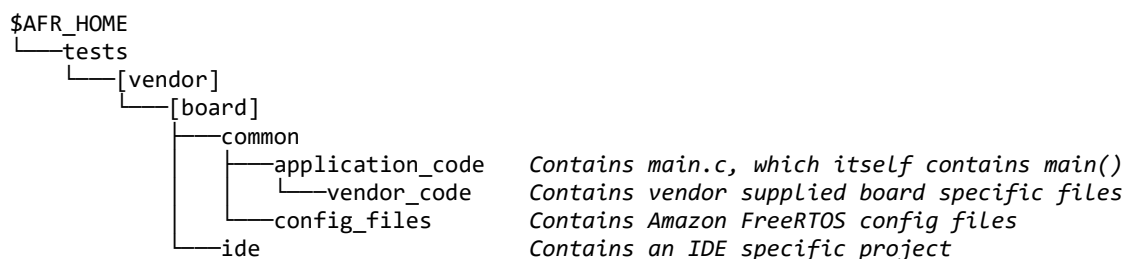 $AFR_HOME
└───tests
    └───[vendor]
        └───[board]
            ├───common
            │   ├───application_code   Contains main.c, which itself contains main()
            │   │   └───vendor_code    Contains vendor supplied board specific files
            │   └───config_files       Contains Amazon FreeRTOS config files
            └───ide                    Contains an IDE specific project